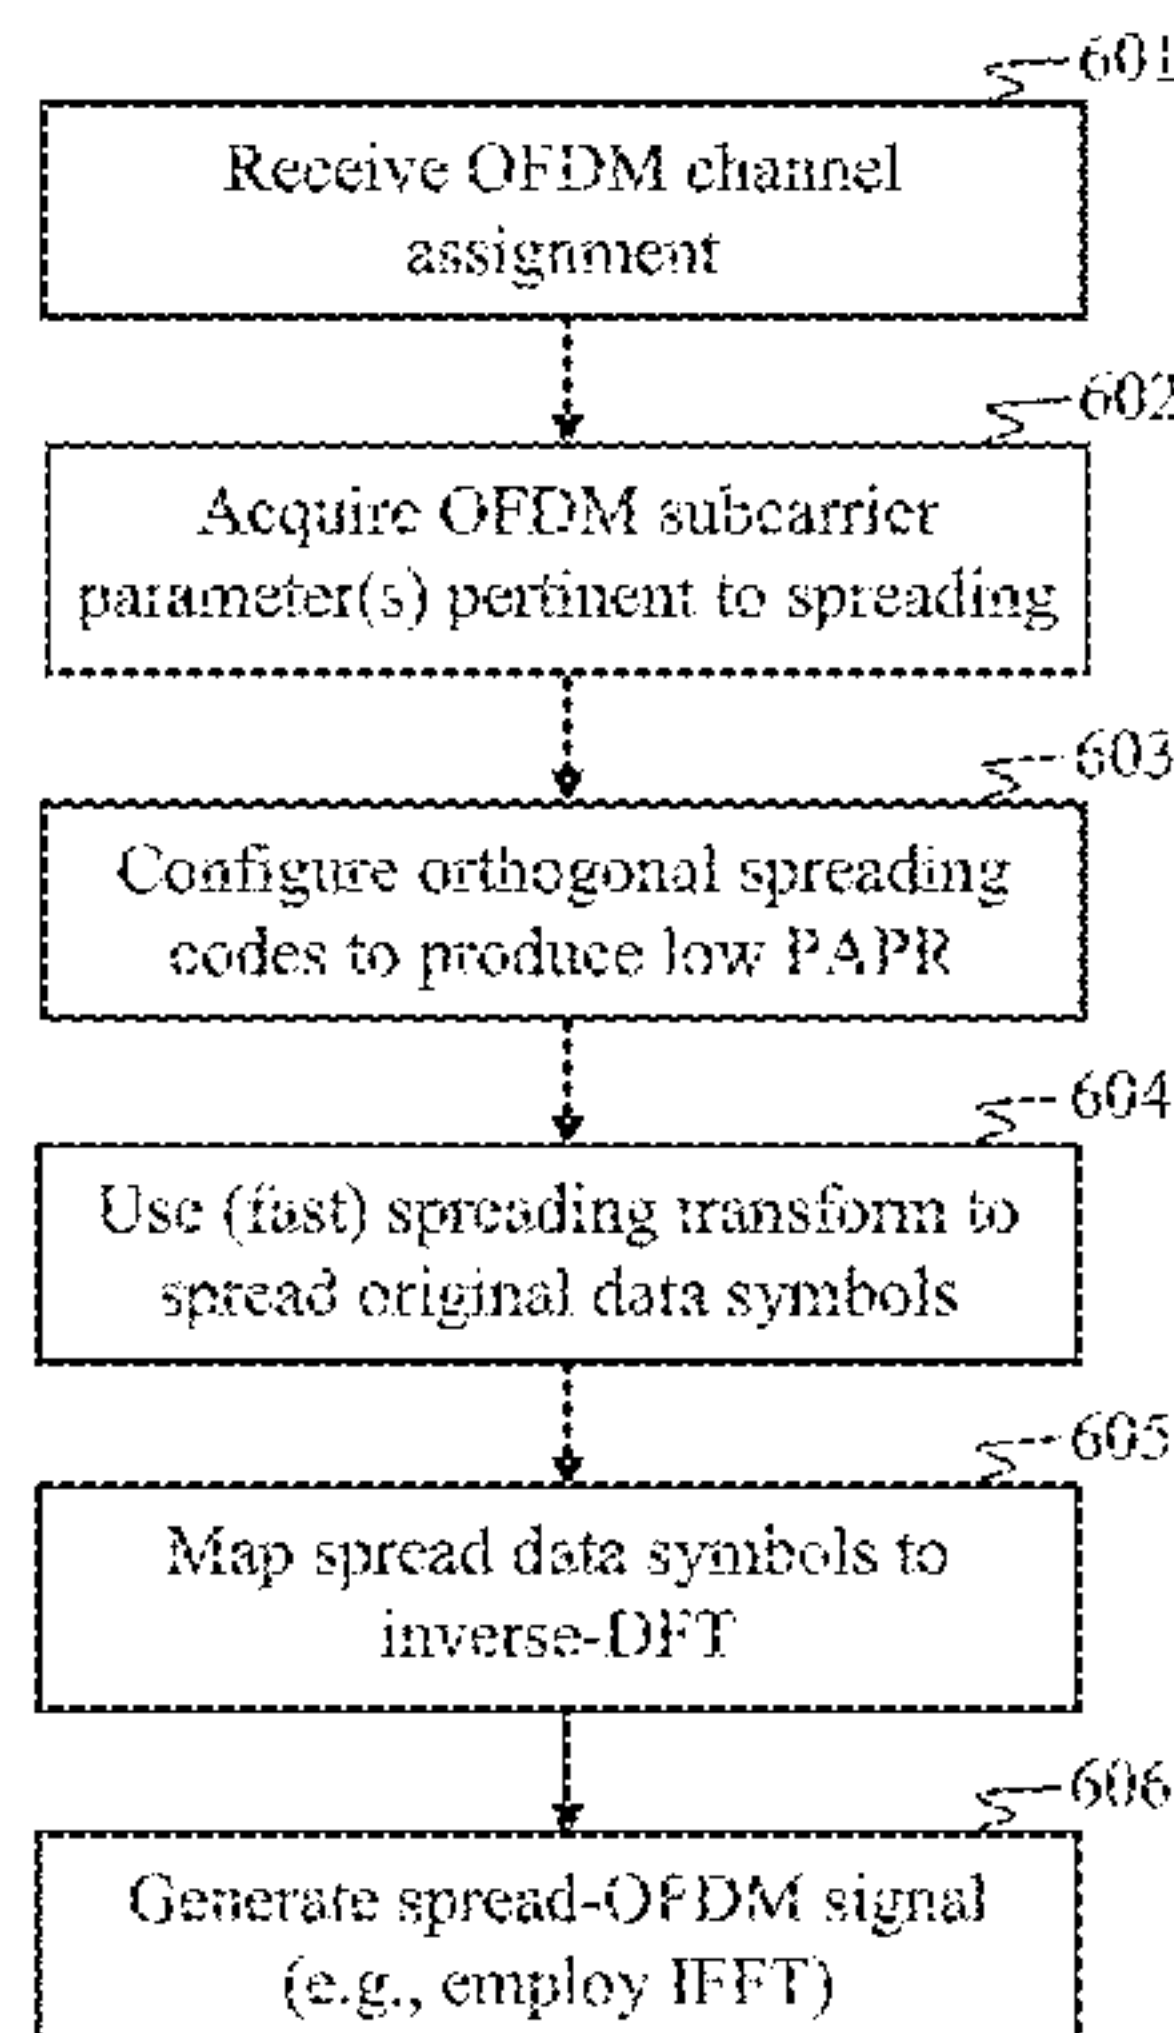 601
Receive OFDM channel
assignment
602
Acquire OFDM subcarrier
parameter(s) pertinent to spreading
603
Configure orthogonal spreading
codes to produce low PAPR
604
Use (fast) spreading transform to
spread original data symbols
605
Map spread data symbols to
inverse-DFT
606
Generate spread-OFDM signal
(e.g., employ IFFT)